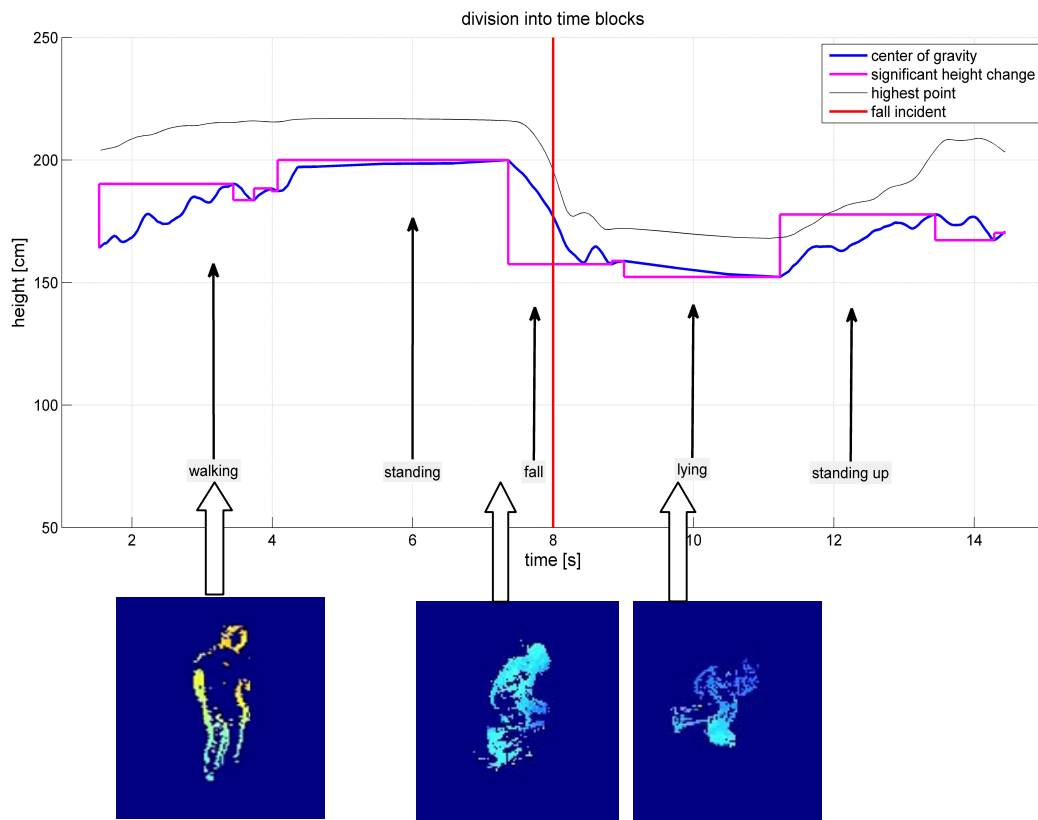 division into time blocks
250
200
150
100
50
height [cm]
center of gravity
significant height change
highest point
fall incident
walking
standing
fall
lying
standing up
2
4
6
8
10
12
14
time [s]